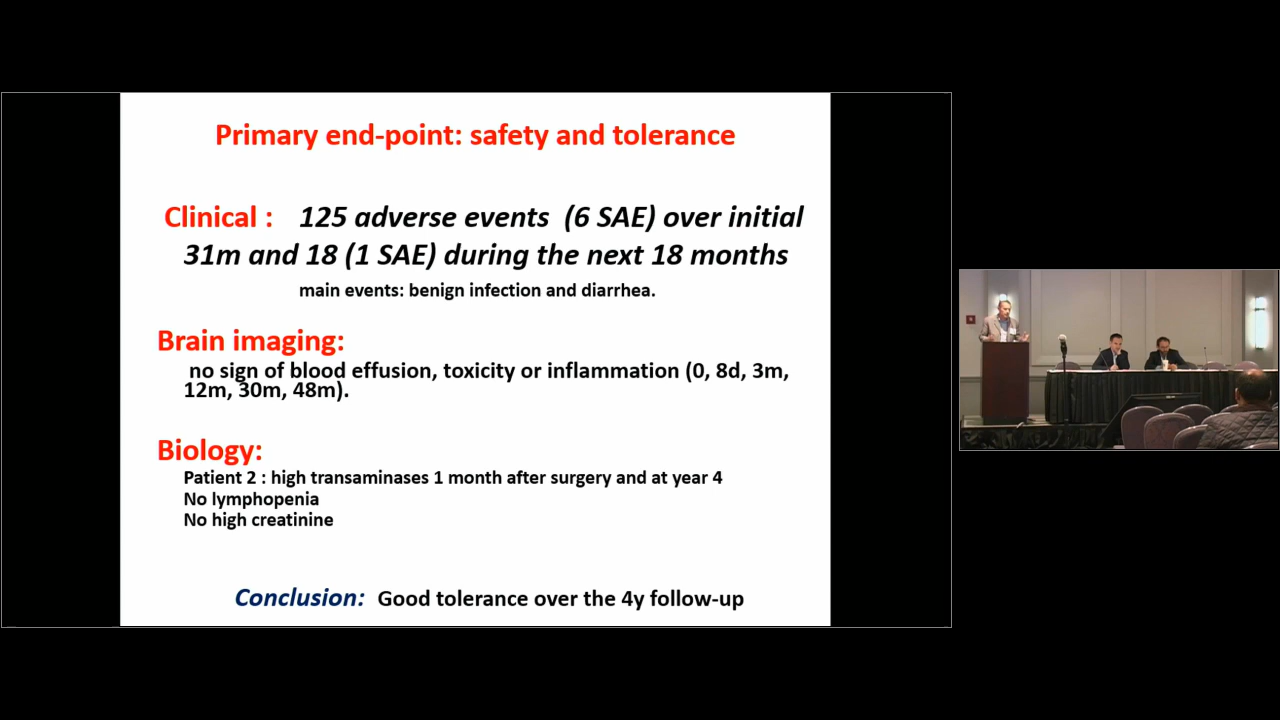 Primary end-point: safety and tolerance
Clinical : 125 adverse events (6 SAE) over initial
31m and 18 (1 SAE) during the next 18 months
main events: benign infection and diarrhea.
Brain imaging:
no sign of blood effusion, toxicity or inflammation (0, 8d, 3m,
12m, 30m, 48m).
Biology:
Patient 2 : high transaminases 1 month after surgery and at year 4
No lymphopenia
No high creatinine
Conclusion: Good tolerance over the 4y follow-up